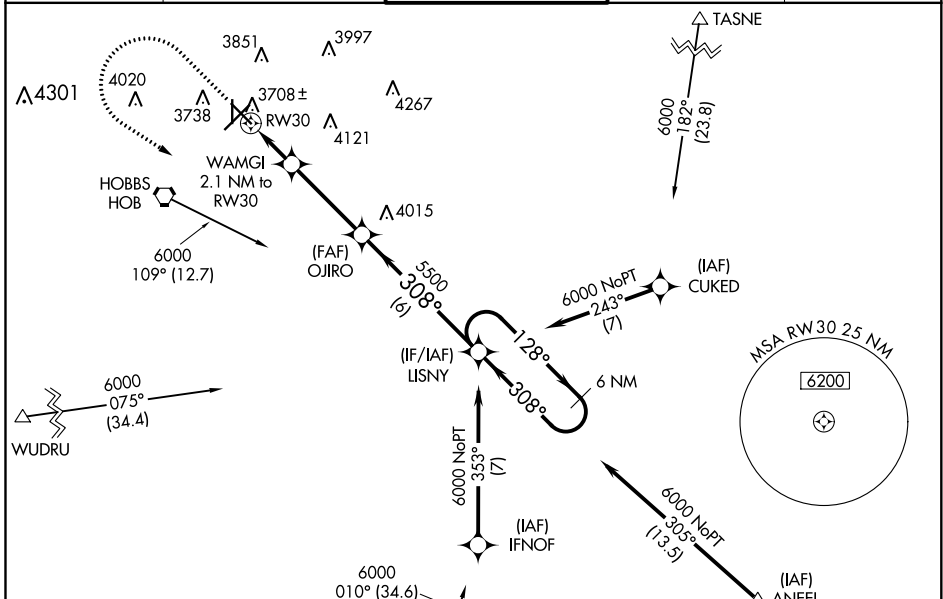 TASNE
6000
182°
(23.8)
3851
3997
4301
4020
3738
3708±
4267
RW30
4121
WAMGI
2.1 NM to
RW30
HOBBS
HOB
6000
109° (12.7)
4015
(FAF)
OJIRO
5500
308°
(6)
(IAF)
CUKED
6000 NoPT
243°
(7)
(IF/IAF)
LISNY
128°
308°
6 NM
MSA RW30 25 NM
6200
6000
075°
(34.4)
WUDRU
6000 NoPT
353°
(7)
(IAF)
IFNOF
6000 NoPT
305°
(13.5)
6000
010° (34.6)
(IAF)